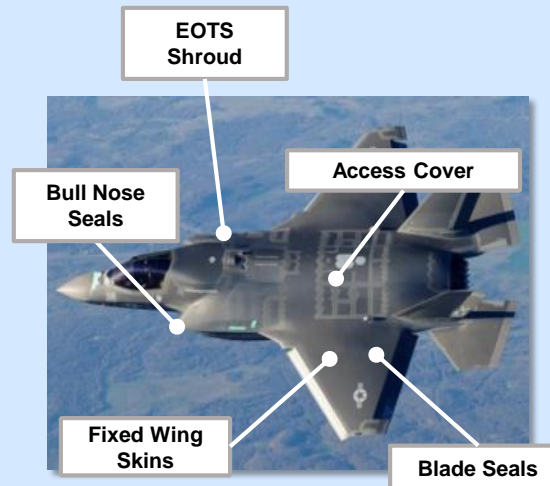 EOTS
Shroud
Access Cover
Bull Nose
Seals
Fixed Wing
Skins
Blade Seals